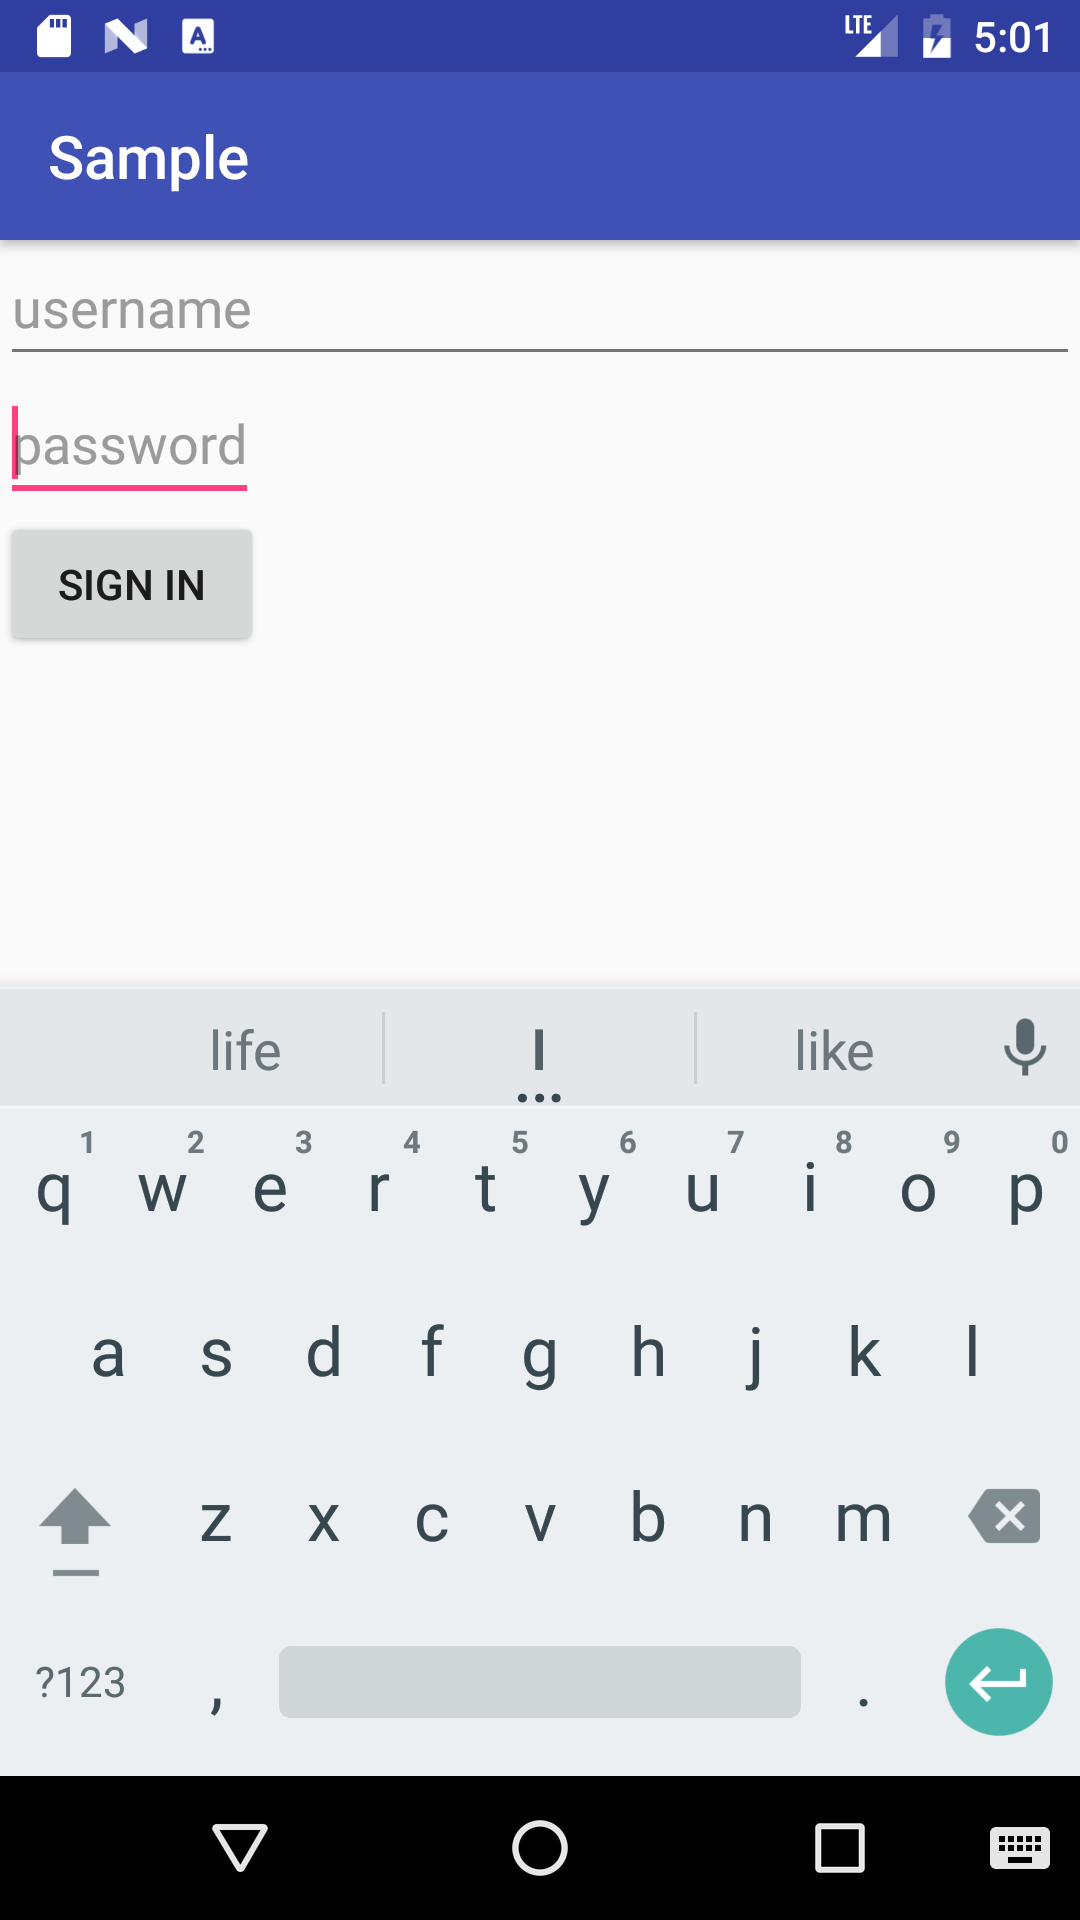 LTE 5:01
Sample
username
password
SIGN IN
life I like
1 2 3 4 5 6 7 8 9 0
q w e r t y u i o p
a s d f g h j k l
z x c v b n m
?123 , .